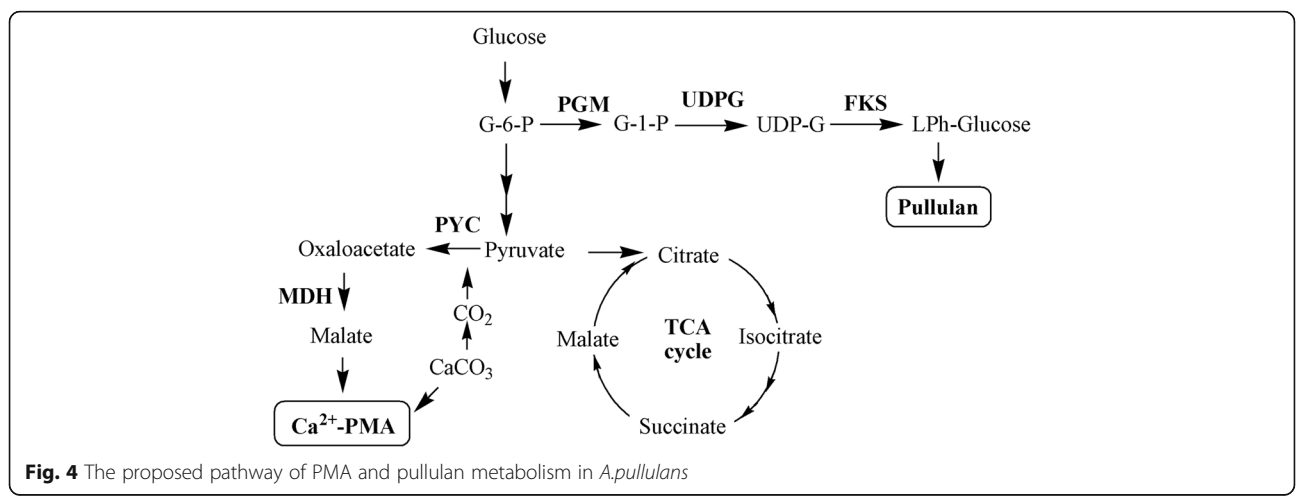 Glucose
PGM
UDPG
FKS
G-6-P
G-1-P
UDP-G
LPh-Glucose
Pullulan
PYC
Oxaloacetate
Pyruvate
Citrate
MDH
CO2
Malate
Malate
TCA
cycle
Isocitrate
CaCO3
Ca2+-PMA
Succinate
Fig. 4 The proposed pathway of PMA and pullulan metabolism in A.pullulans